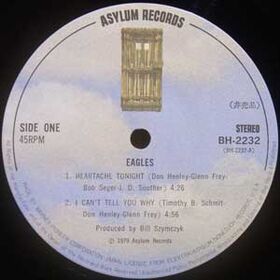 ASYLUM RECORDS
(非売品)
SIDE ONE
45RPM
STEREO
BH-2232
(BH-2232-A)
EAGLES
1. HEARTACHE TONIGHT (Don Henley-Glenn Frey-
Bob Seger-J. D. Souther) 4:26
2. I CAN'T TELL YOU WHY (Timothy B. Schmit-
Don Henley-Glenn Frey) 4:56
Produced by Bill Szymczyk
℗ 1979 Asylum Records